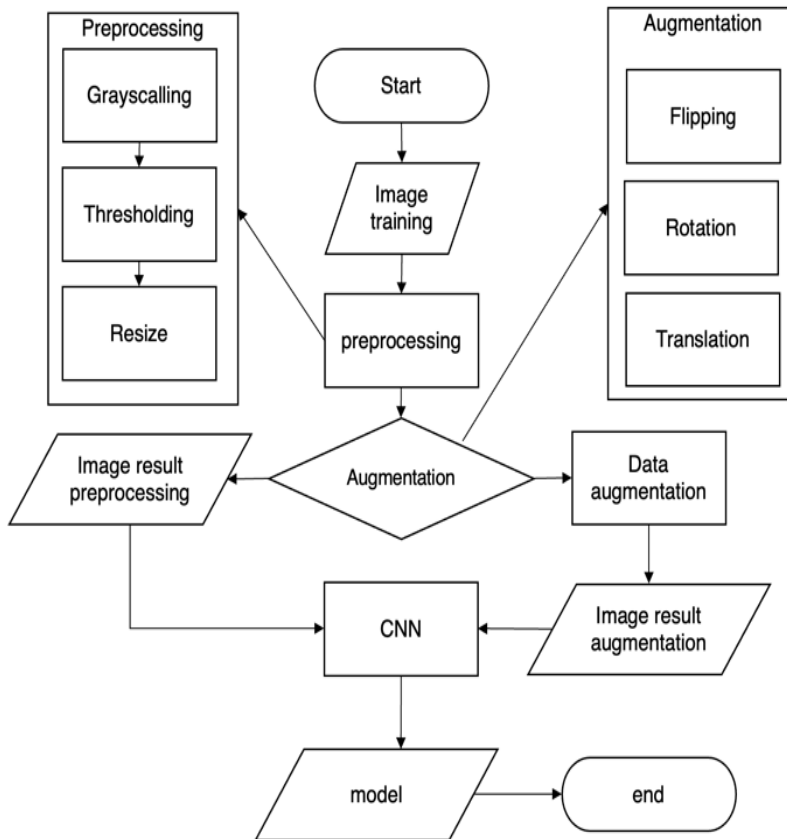 Preprocessing
Grayscalling
Thresholding
Resize
Start
Image
training
preprocessing
Augmentation
Flipping
Rotation
Translation
Image result
preprocessing
Augmentation
Data
augmentation
CNN
Image result
augmentation
model
end